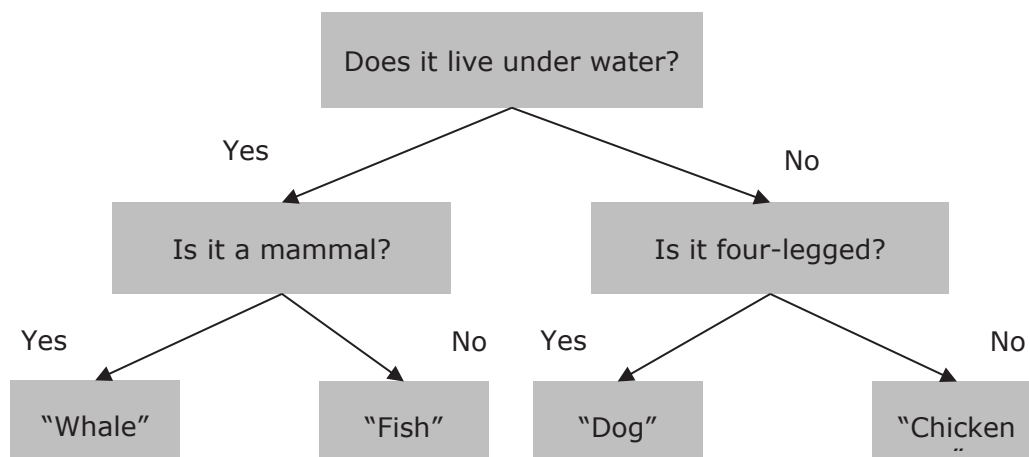 Does it live under water?
Yes
No
Is it a mammal?
Is it four-legged?
Yes
No
Yes
No
“Whale”
“Fish”
“Dog”
“Chicken
”